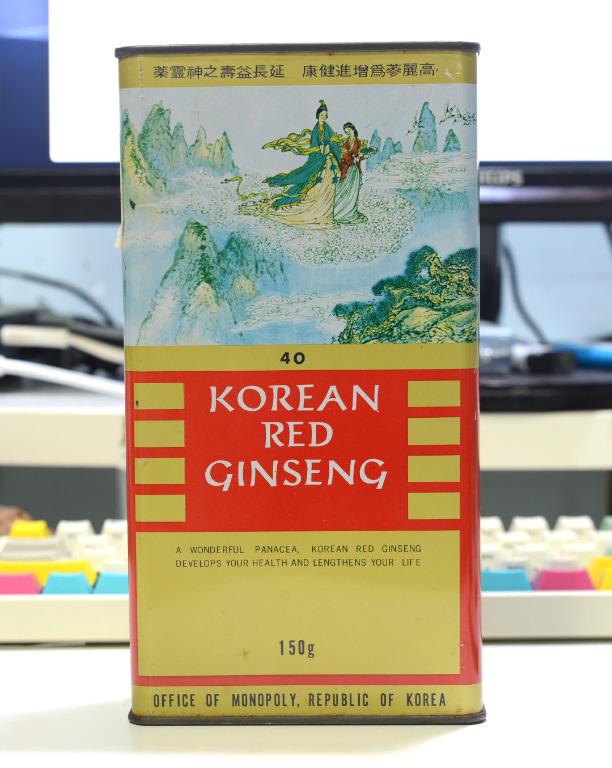 高麗蔘爲增進健康 延長益壽之神靈藥
40
KOREAN
RED
GINSENG
A WONDERFUL PANACEA, KOREAN RED GINSENG
DEVELOPS YOUR HEALTH AND LENGTHENS YOUR LIFE
150g
OFFICE OF MONOPOLY, REPUBLIC OF KOREA